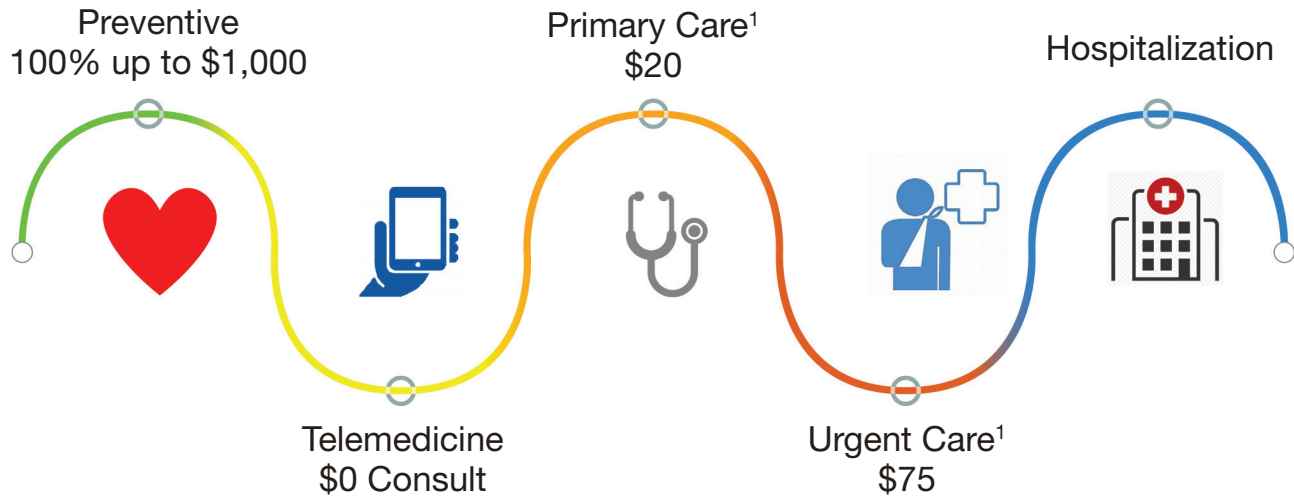 Preventive
100% up to $1,000
Telemedicine
$0 Consult
Primary Care¹
$20
Urgent Care¹
$75
Hospitalization